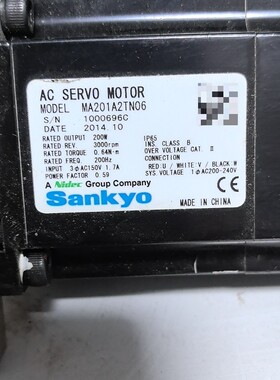 AC SERVO MOTOR
MODEL MA201A2TN06
S/N 1000696C
DATE 2014.10
RATED OUTPUT 200W IP65
RATED REV. 3000rpm INS. CLASS B
RATED TORQUE 0.64N·m OVER VOLTAGE CAT. II
RATED FREQ. 200Hz CONNECTION
INPUT 3ϕAC150V 1.7A RED:U / WHITE:V / BLACK:W
POWER FACTOR 0.59 SYS.VOLTAGE 1ϕAC200-240V
A Nidec Group Company
Sankyo CE
MADE IN CHINA